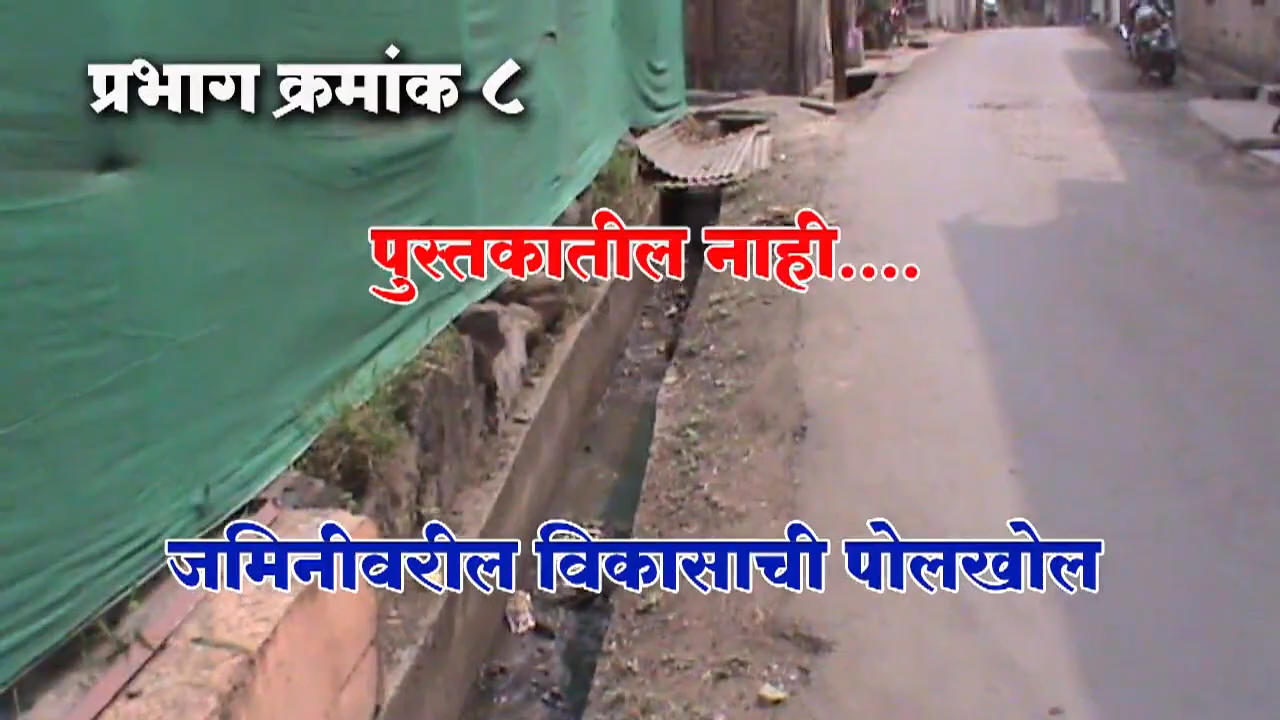 प्रभाग क्रमांक ८
पुस्तकातील नाही....
जमिनीवरील विकासाची पोलखोल